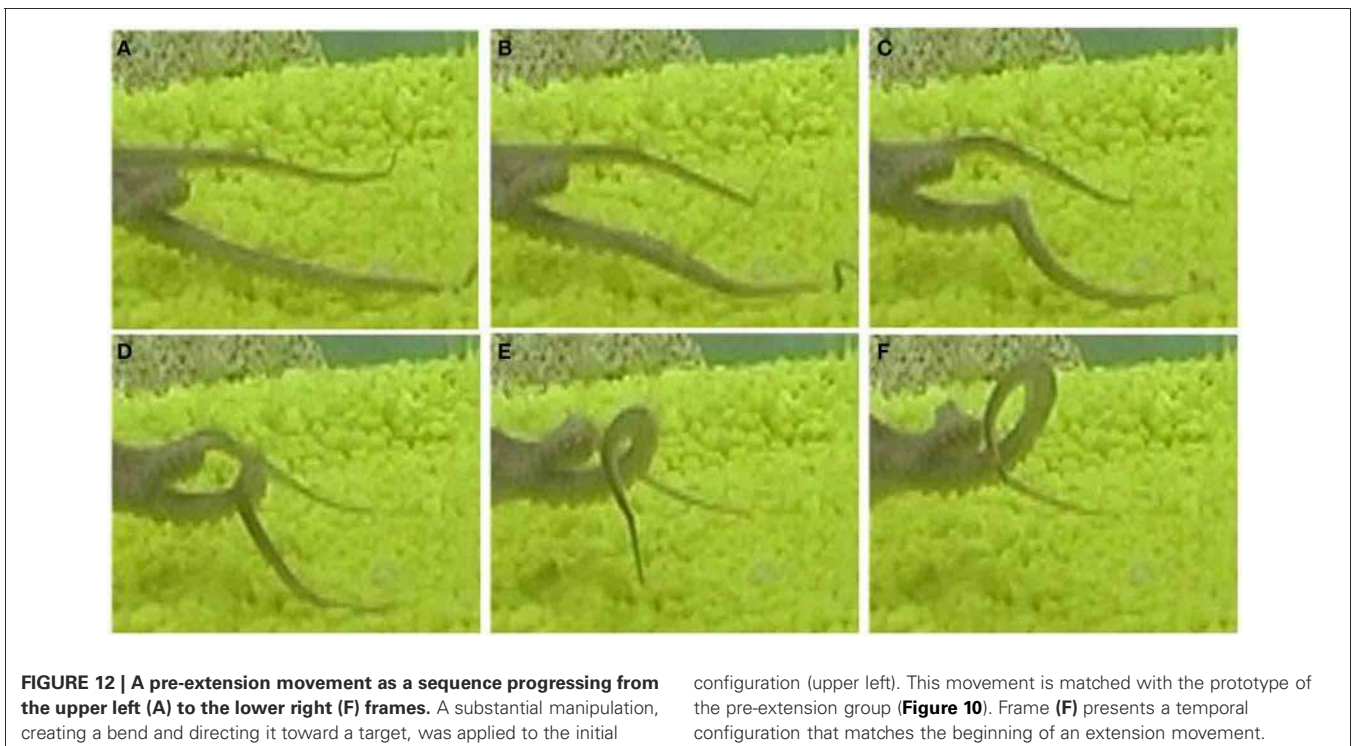 A
B
C
D
E
F
FIGURE 12 | A pre-extension movement as a sequence progressing from
the upper left (A) to the lower right (F) frames. A substantial manipulation,
creating a bend and directing it toward a target, was applied to the initial
configuration (upper left). This movement is matched with the prototype of
the pre-extension group (Figure 10). Frame (F) presents a temporal
configuration that matches the beginning of an extension movement.